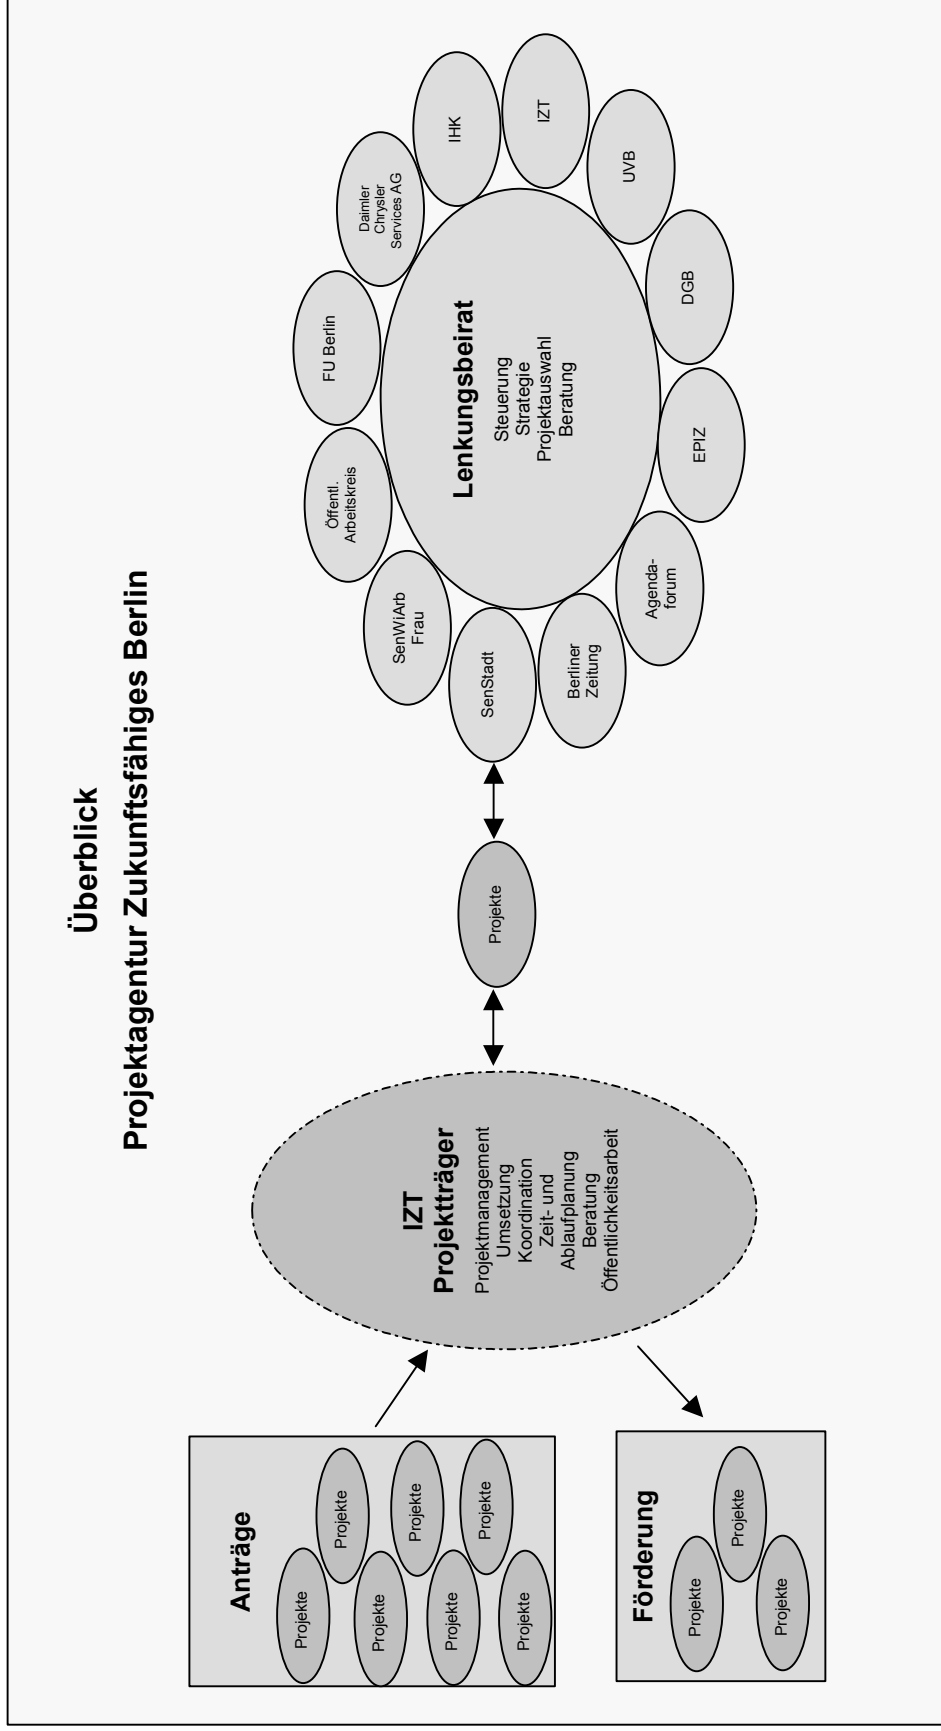 Überblick
Projektagentur Zukunftsfähiges Berlin
Anträge
Projekte
Projekte
Projekte
Projekte
Projekte
Projekte
Projekte
Förderung
Projekte
Projekte
Projekte
IZT
Projektträger
Projektmanagement
Umsetzung
Koordination
Zeit- und
Ablaufplanung
Beratung
Öffentlichkeitsarbeit
Projekte
Lenkungsbeirat
Steuerung
Strategie
Projektauswahl
Beratung
SenStadt
SenWiArb
Frau
Öffentl.
Arbeitskreis
FU Berlin
Daimler
Chrysler
Services AG
IHK
IZT
UVB
DGB
EPIZ
Agenda-
forum
Berliner
Zeitung